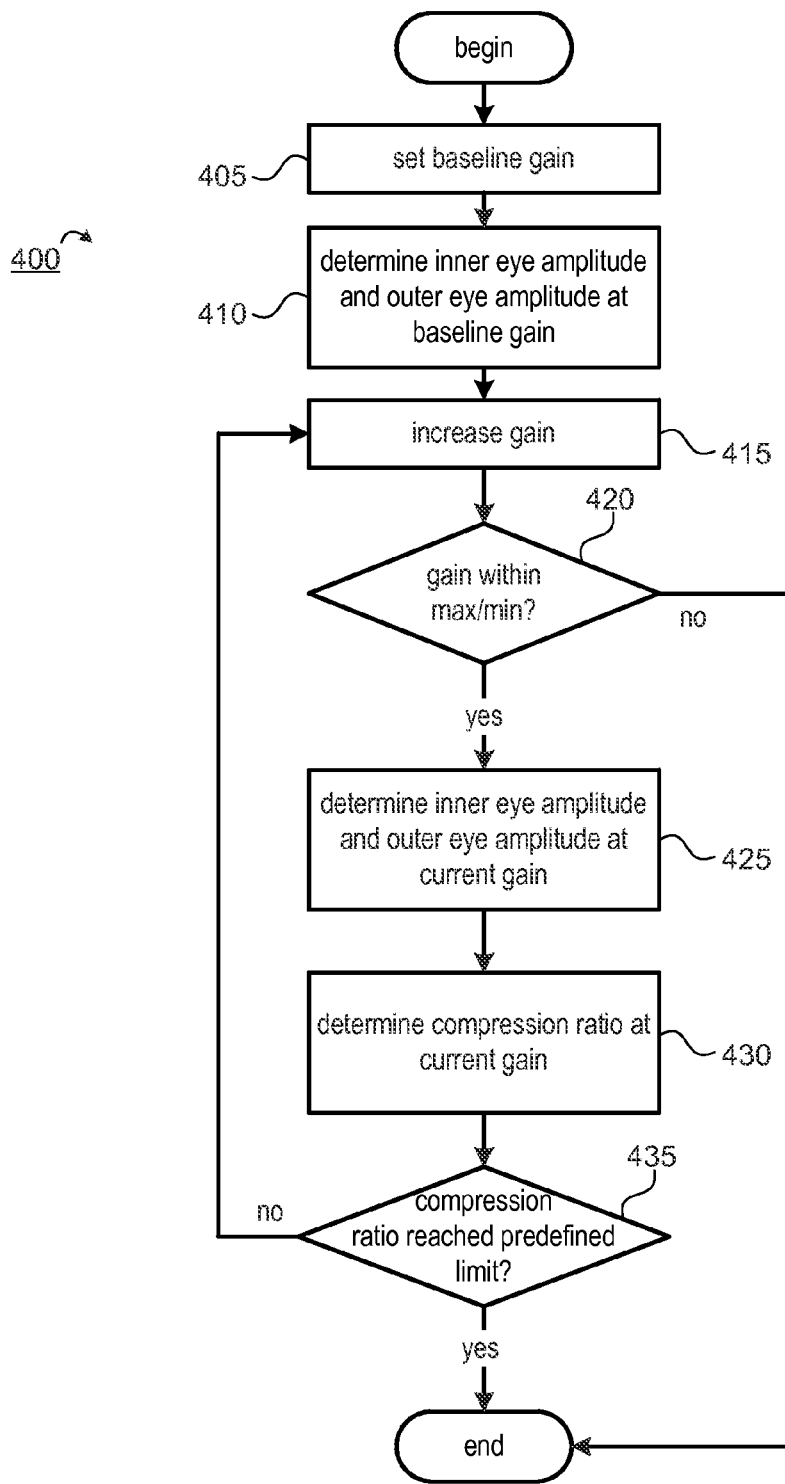 begin
set baseline gain
405
400
determine inner eye amplitude
and outer eye amplitude at
baseline gain
410
increase gain
415
420
gain within
max/min?
no
yes
determine inner eye amplitude
and outer eye amplitude at
current gain
425
determine compression ratio at
current gain
430
435
compression
ratio reached predefined
limit?
no
yes
end